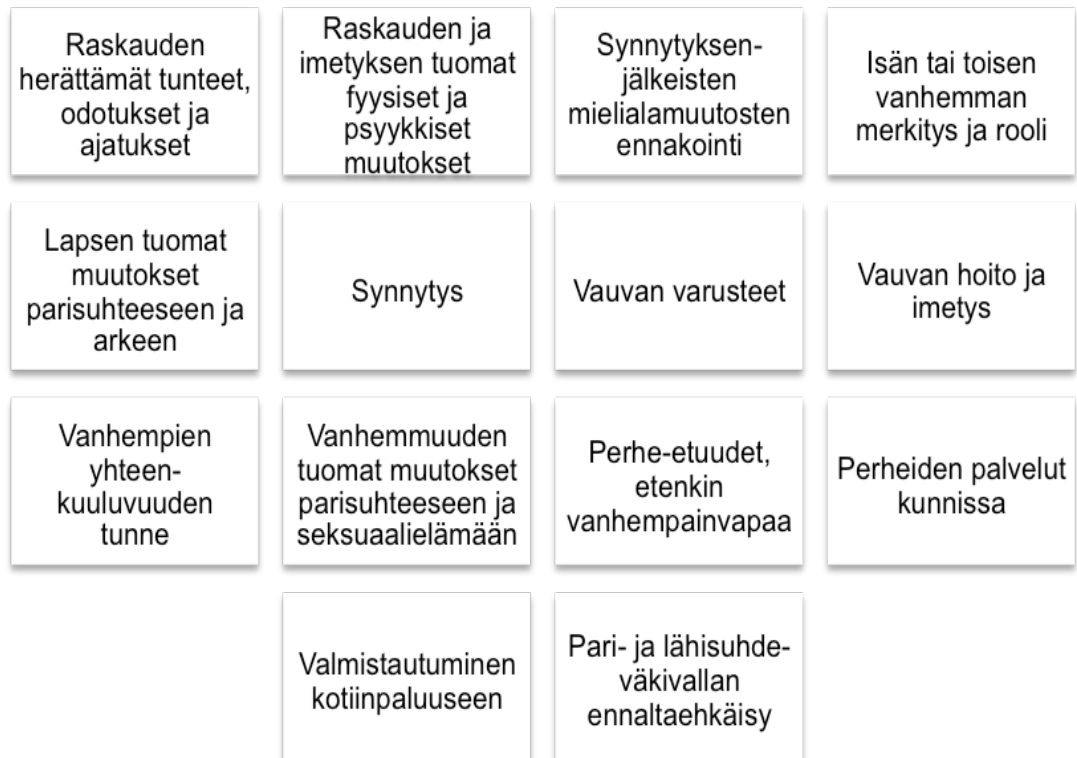 Raskauden
herättämät tunteet,
odotukset ja
ajatukset
Raskauden ja
imetyksen tuomat
fyysiset ja
psyykkiset
muutokset
Synnytyksen-
jälkeisten
mielialamuutosten
ennakointi
Isän tai toisen
vanhemman
merkitys ja rooli
Lapsen tuomat
muutokset
parisuhteeseen ja
arkeen
Synnytys
Vauvan varusteet
Vauvan hoito ja
imetys
Vanhempien
yhteen-
kuuluvuuden
tunne
Vanhemmuuden
tuomat muutokset
parisuhteeseen ja
seksuaalielämään
Perhe-etuudet,
etenkin
vanhempainvapaa
Perheiden palvelut
kunnissa
Valmistautuminen
kotiinpaluuseen
Pari- ja lähisuhde-
väkivallan
ennaltaehkäisy